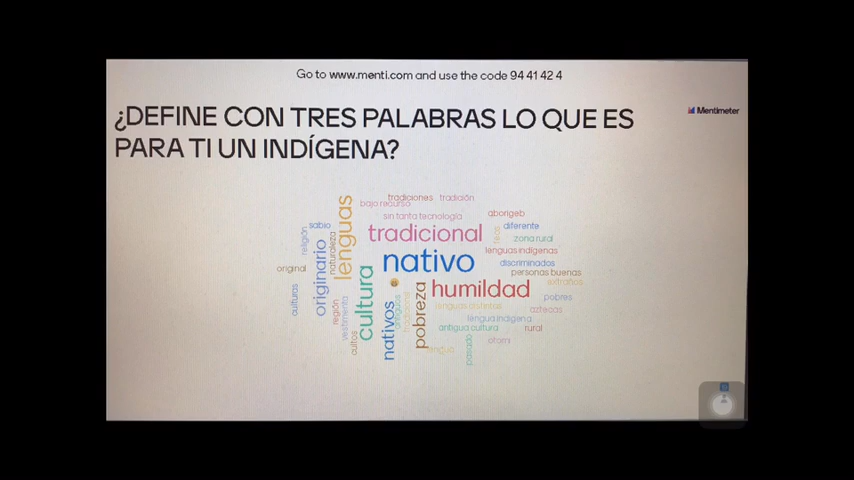 Go to www.menti.com and use the code 94 41 42 4
Mentimeter
¿DEFINE CON TRES PALABRAS LO QUE ES
PARA TI UN INDÍGENA?
tradiciones
tradición
bajo recurso
sin tanta tecnología
aborigeb
sabio
lenguas
tradicional
diferente
zona rural
religión
naturaleza
originario
lenguas indígenas
nativo
discriminados
original
personas buenas
extraños
culturas
cultura
pobreza
humildad
pobres
región
vestimenta
nativos
antiguos
aztecas
lengua indígena
antigua cultura
rural
cultos
otomi
pasado
lengua